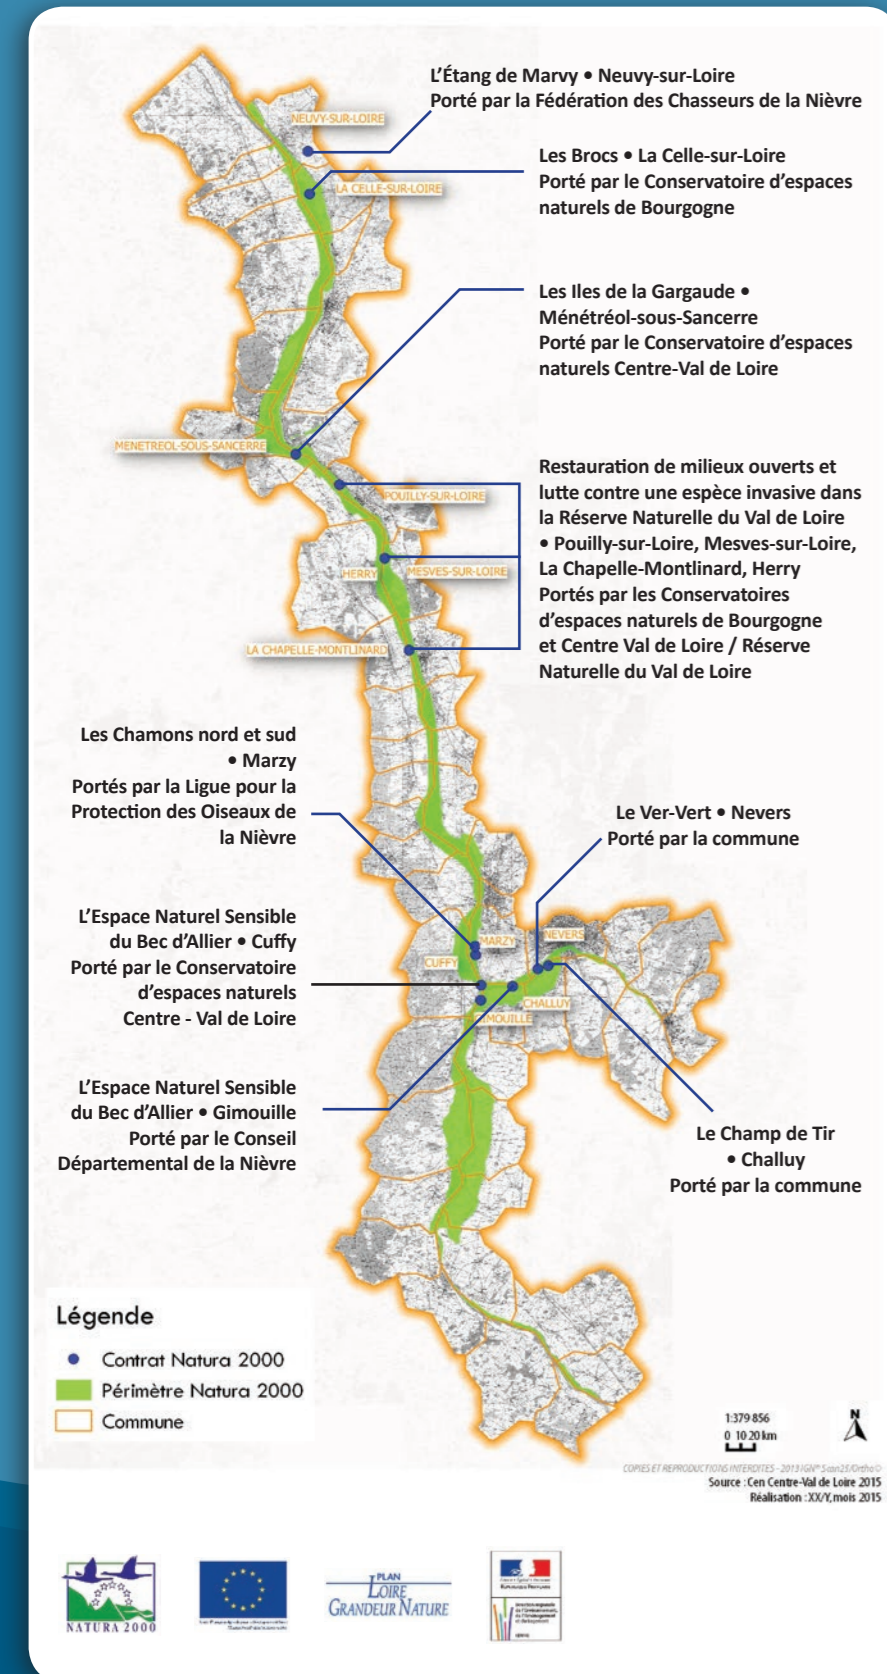 L'Étang de Marvy • Neuvy-sur-Loire
Porté par la Fédération des Chasseurs de la Nièvre
NEUVY-SUR-LOIRE
Les Brocs • La Celle-sur-Loire
Porté par le Conservatoire d'espaces
naturels de Bourgogne
LA CELLE-SUR-LOIRE
Les Iles de la Gargaude •
Ménétréol-sous-Sancerre
Porté par le Conservatoire d'espaces
naturels Centre-Val de Loire
MENETREOL-SOUS-SANCERRE
POUILLY-SUR-LOIRE
Restauration de milieux ouverts et
lutte contre une espèce invasive dans
la Réserve Naturelle du Val de Loire
• Pouilly-sur-Loire, Mesves-sur-Loire,
La Chapelle-Montlinard, Herry
Portés par les Conservatoires
d'espaces naturels de Bourgogne
et Centre Val de Loire / Réserve
Naturelle du Val de Loire
HERRY
MESVES-SUR-LOIRE
LA CHAPELLE-MONTLINARD
Les Chamons nord et sud
• Marzy
Portés par la Ligue pour la
Protection des Oiseaux de
la Nièvre
Le Ver-Vert • Nevers
Porté par la commune
L'Espace Naturel Sensible
du Bec d'Allier • Cuffy
Porté par le Conservatoire
d'espaces naturels
Centre - Val de Loire
MARZY
NEVERS
CUFFY
CHALLUY
GIMOUILLE
L'Espace Naturel Sensible
du Bec d'Allier • Gimouille
Porté par le Conseil
Départemental de la Nièvre
Le Champ de Tir
• Challuy
Porté par la commune
Légende
Contrat Natura 2000
Périmètre Natura 2000
Commune
1:379 856
0 10 20 km
N
COPIES ET REPRODUCTIONS INTERDITES - 2013 IGN® Scan25/Ortho©
Source : Cen Centre-Val de Loire 2015
Réalisation : XX/Y, mois 2015
NATURA 2000
PLAN
LOIRE
GRANDEUR NATURE
RÉPUBLIQUE FRANÇAISE